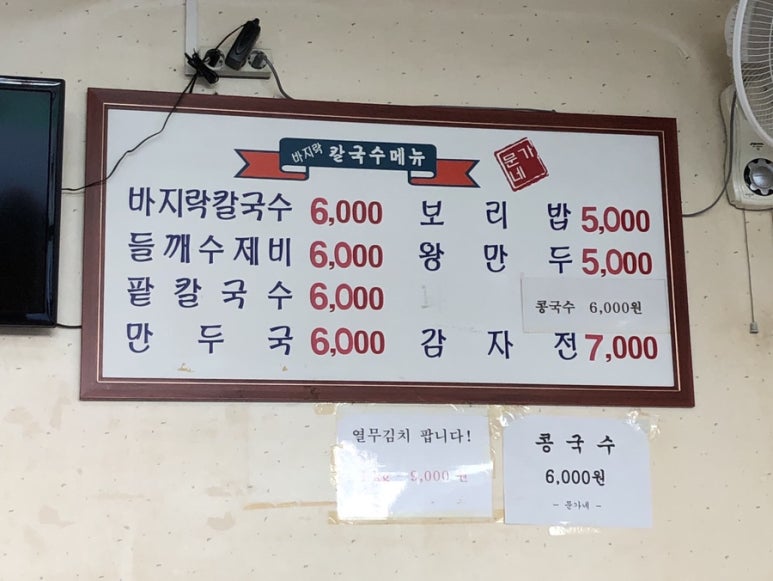 바지락 칼국수메뉴
문가네
바지락칼국수 6,000
들깨수제비 6,000
팥칼국수 6,000
만두국 6,000
보리밥 5,000
왕만두 5,000
콩국수 6,000원
감자전 7,000
열무김치 팝니다!
9,000 원
콩국수
6,000원
- 문가네 -